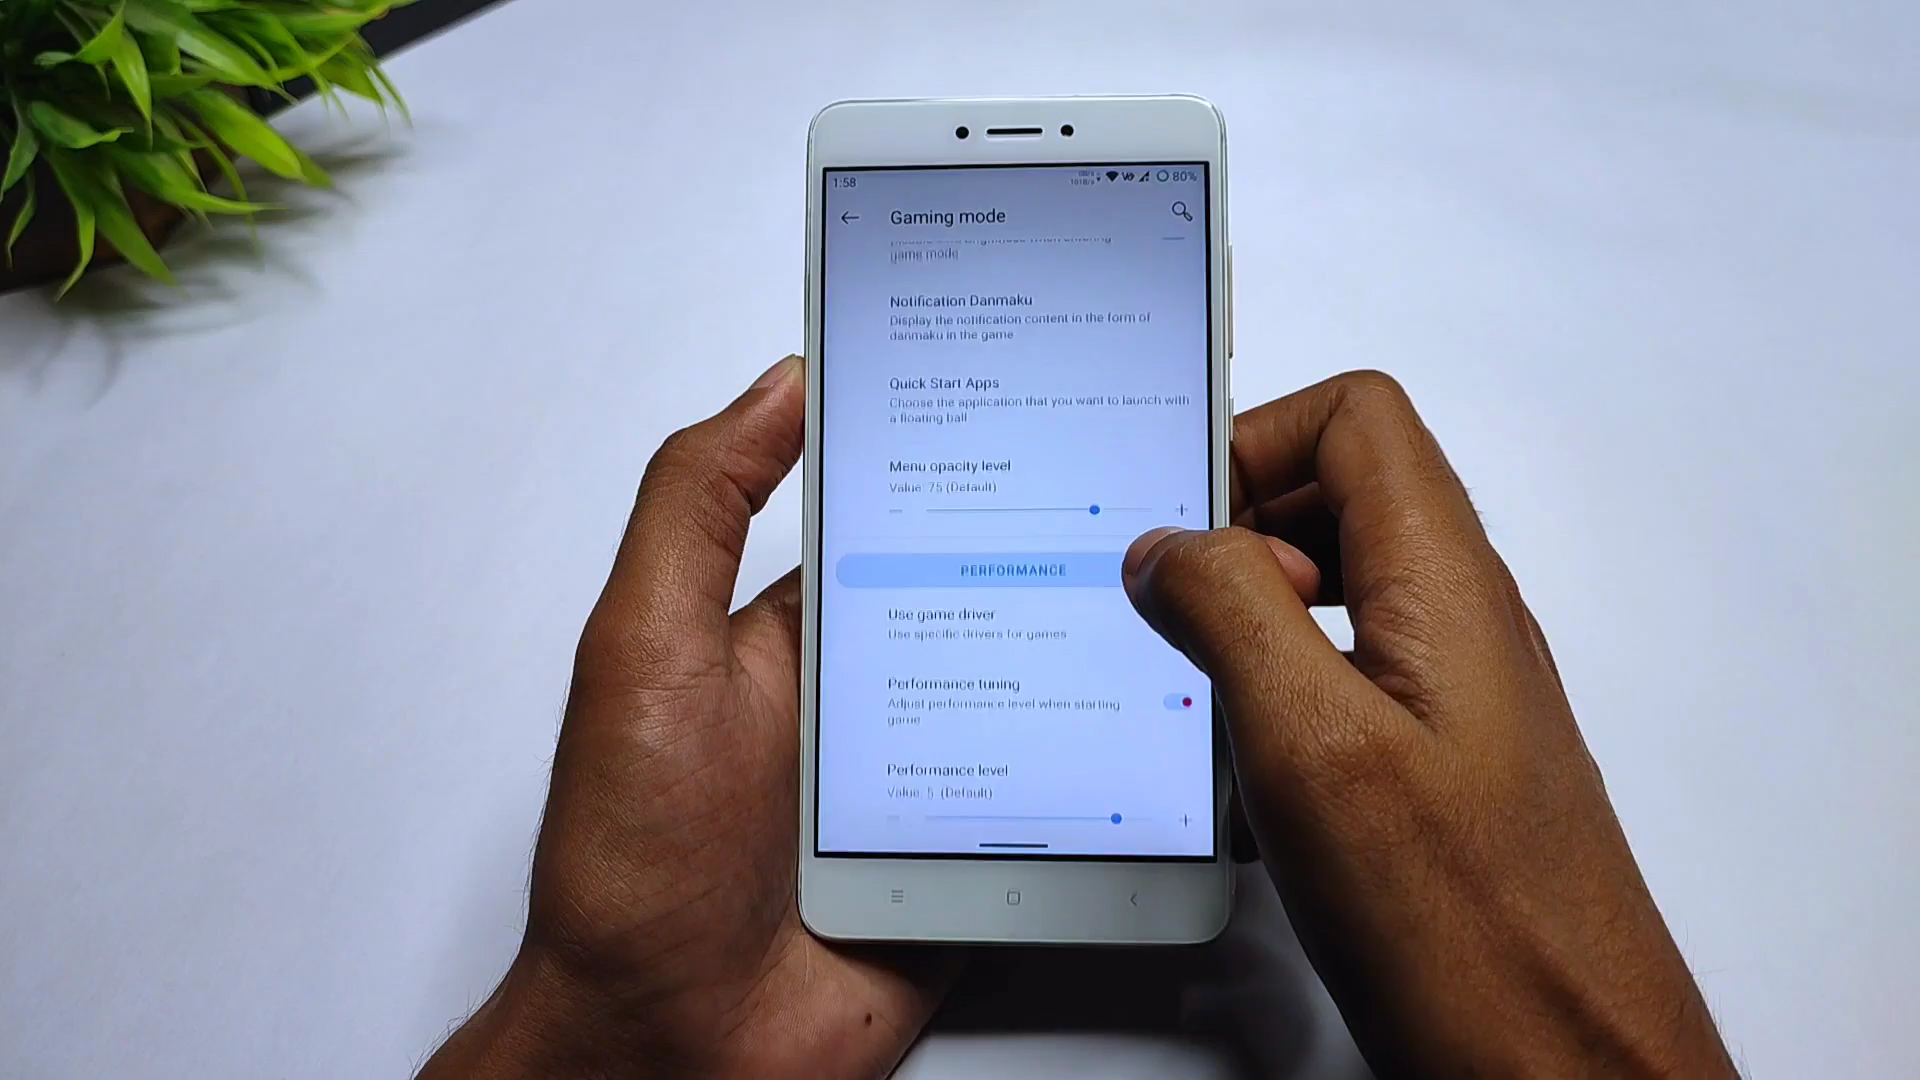 1:58
80%
Gaming mode
game mode
Notification Danmaku
Display the notification content in the form of
danmaku in the game
Quick Start Apps
Choose the application that you want to launch with
a floating ball
Menu opacity level
Value: 75 (Default)
PERFORMANCE
Use game driver
Use specific drivers for games
Performance tuning
Adjust performance level when starting
game
Performance level
Value: 5 (Default)